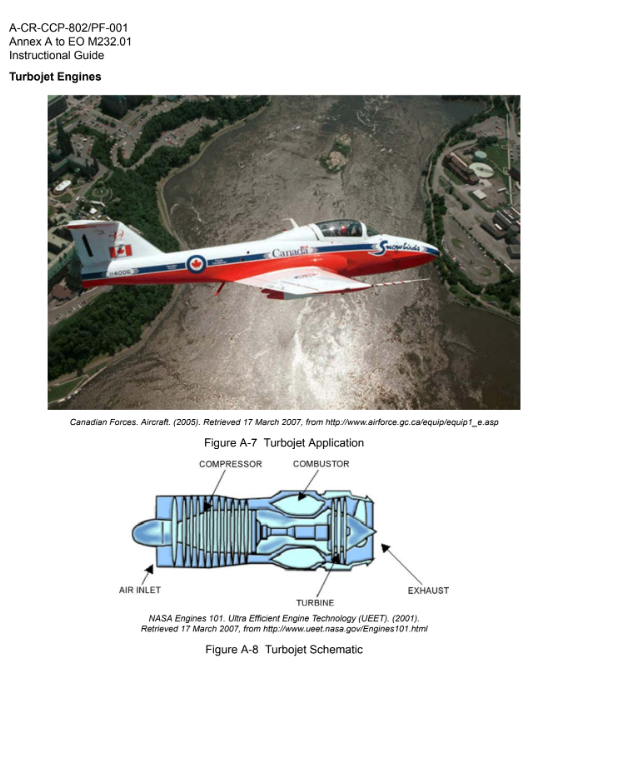 A-CR-CCP-802/PF-001
Annex A to EO M232.01
Instructional Guide
Turbojet Engines
Canada
Snowbirds
Canadian Forces. Aircraft. (2005). Retrieved 17 March 2007, from http://www.airforce.gc.ca/equip/equip1_e.asp
Figure A-7 Turbojet Application
COMPRESSOR COMBUSTOR
AIR INLET
EXHAUST
TURBINE
NASA Engines 101. Ultra Efficient Engine Technology (UEET). (2001).
Retrieved 17 March 2007, from http://www.ueet.nasa.gov/Engines101.html
Figure A-8 Turbojet Schematic